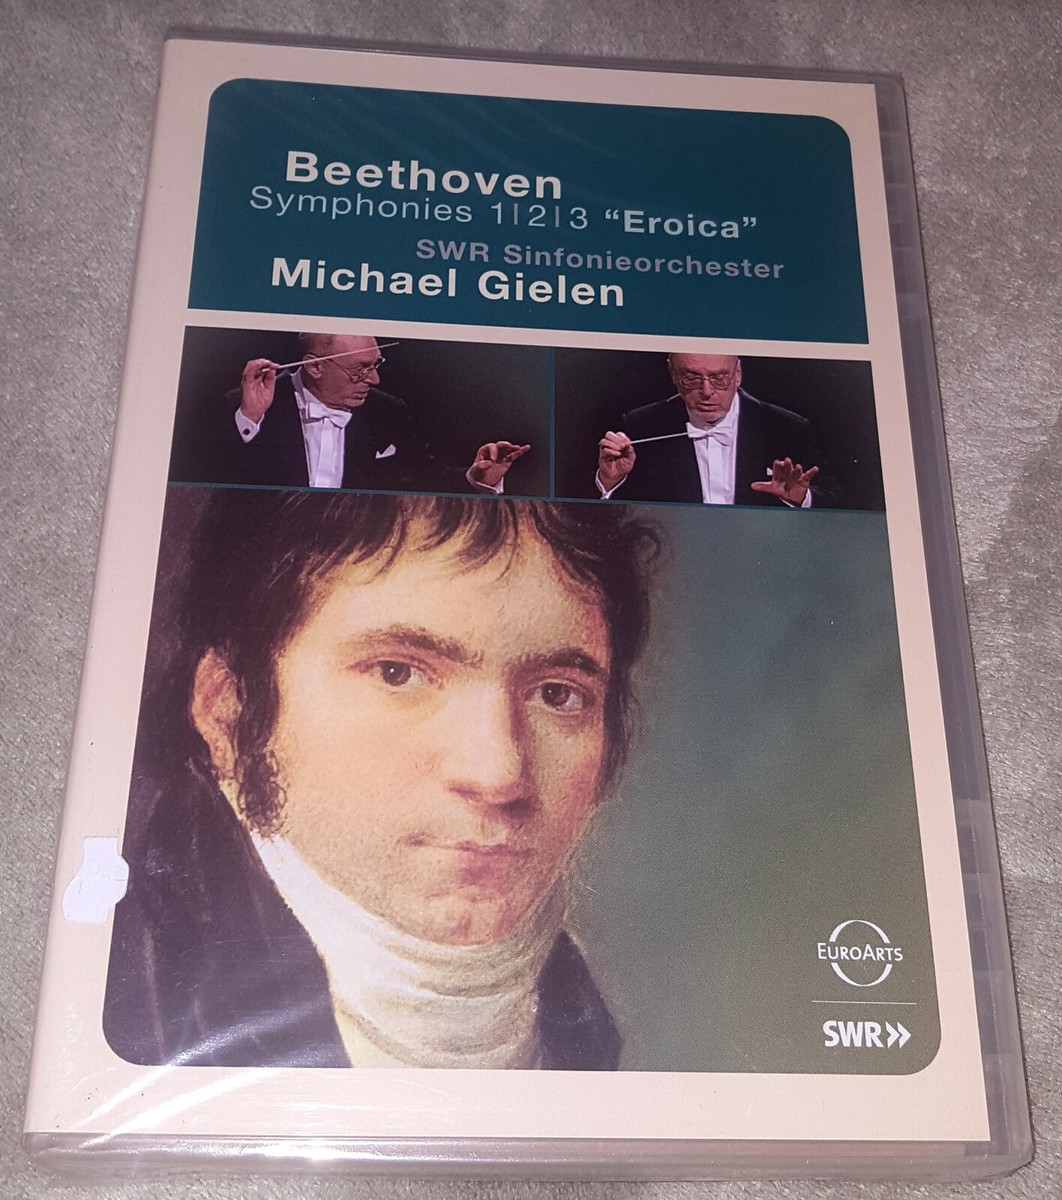 Beethoven
Symphonies 1|2|3 “Eroica”
SWR Sinfonieorchester
Michael Gielen
EUROARTS
SWR»